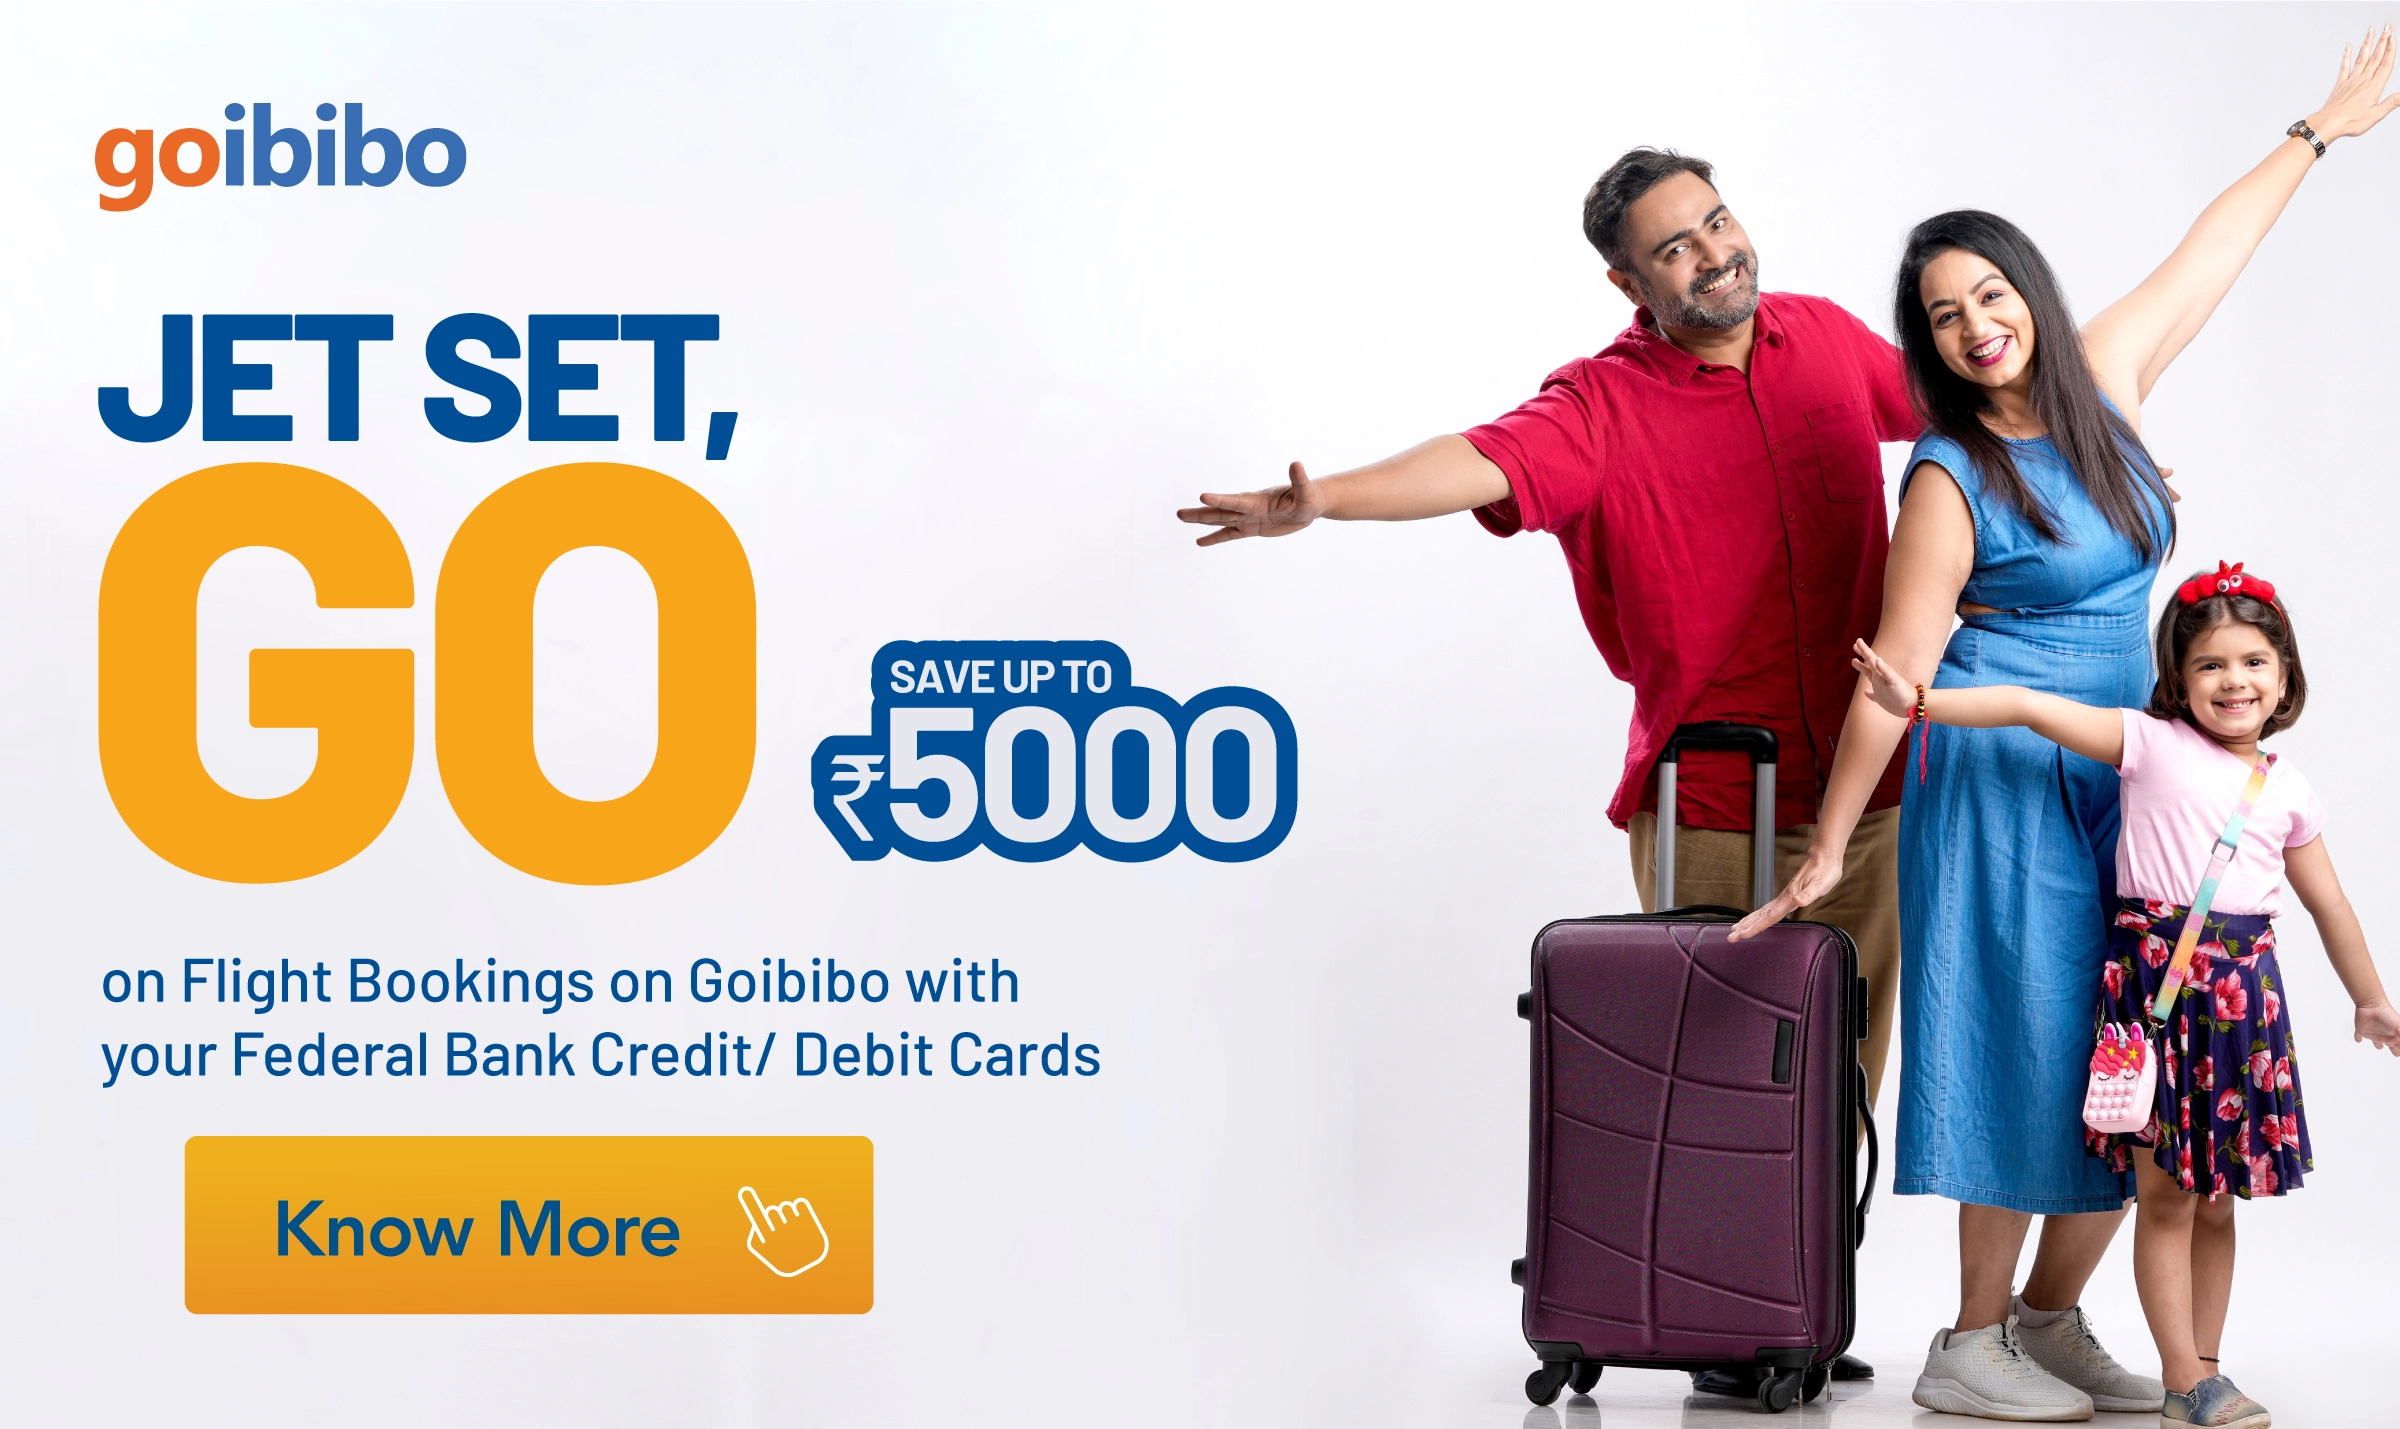 goibibo
JET SET,
GO
SAVE UP TO
₹5000
on Flight Bookings on Goibibo with
your Federal Bank Credit/ Debit Cards
Know More